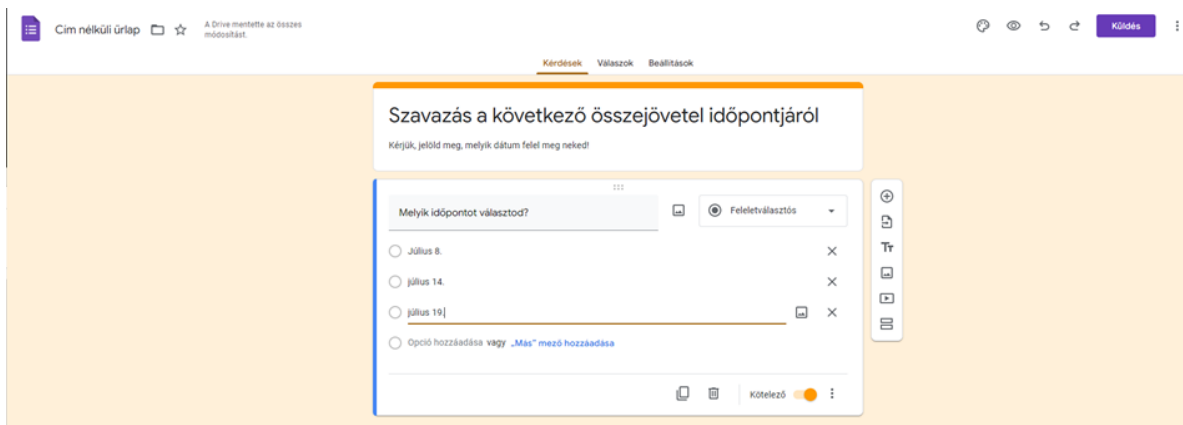 Cím nélküli űrlap
A Drive mentette az összes
módosítást.
Küldés
Kérdések Válaszok Beállítások
Szavazás a következő összejövetel időpontjáról
Kérjük, jelöld meg, melyik dátum felel meg neked!
Melyik időpontot választod?
Feleletválasztós
Július 8.
július 14.
július 19.
Opció hozzáadása vagy „Más” mező hozzáadása
Tт
Kötelező